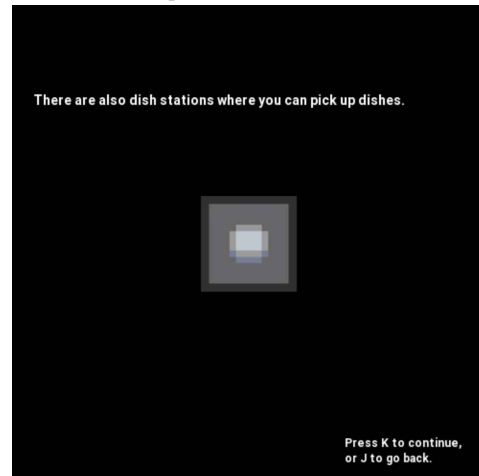 There are also dish stations where you can pick up dishes.
Press K to continue,
or J to go back.